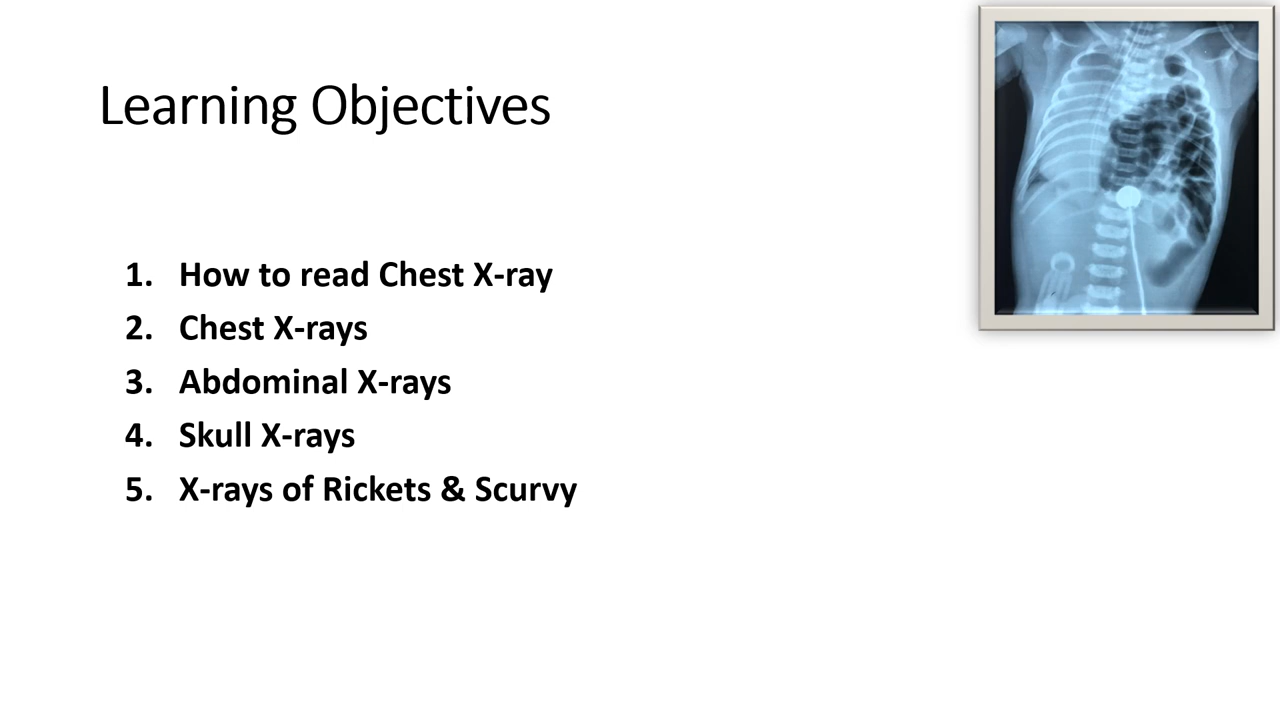 Learning Objectives
1. How to read Chest X-ray
2. Chest X-rays
3. Abdominal X-rays
4. Skull X-rays
5. X-rays of Rickets & Scurvy